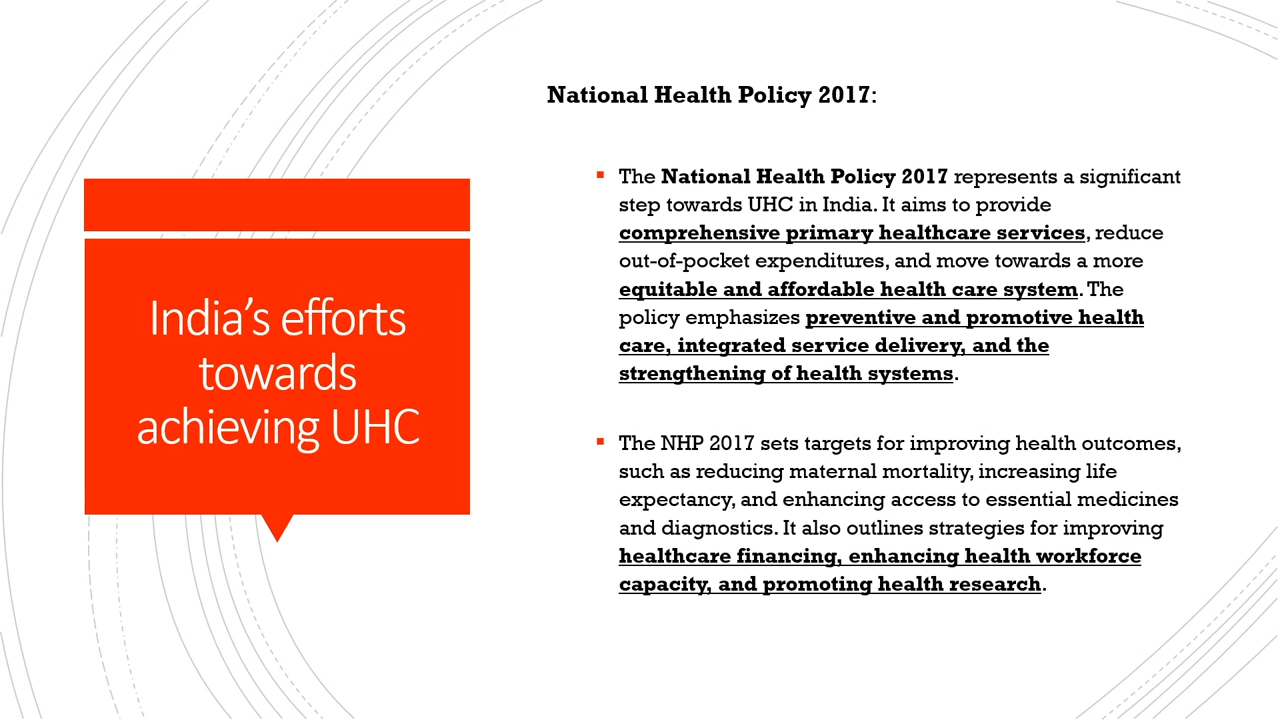 India's efforts
towards
achieving UHC
National Health Policy 2017:
The National Health Policy 2017 represents a significant
step towards UHC in India. It aims to provide
comprehensive primary healthcare services, reduce
out-of-pocket expenditures, and move towards a more
equitable and affordable health care system. The
policy emphasizes preventive and promotive health
care, integrated service delivery, and the
strengthening of health systems.
The NHP 2017 sets targets for improving health outcomes,
such as reducing maternal mortality, increasing life
expectancy, and enhancing access to essential medicines
and diagnostics. It also outlines strategies for improving
healthcare financing, enhancing health workforce
capacity, and promoting health research.